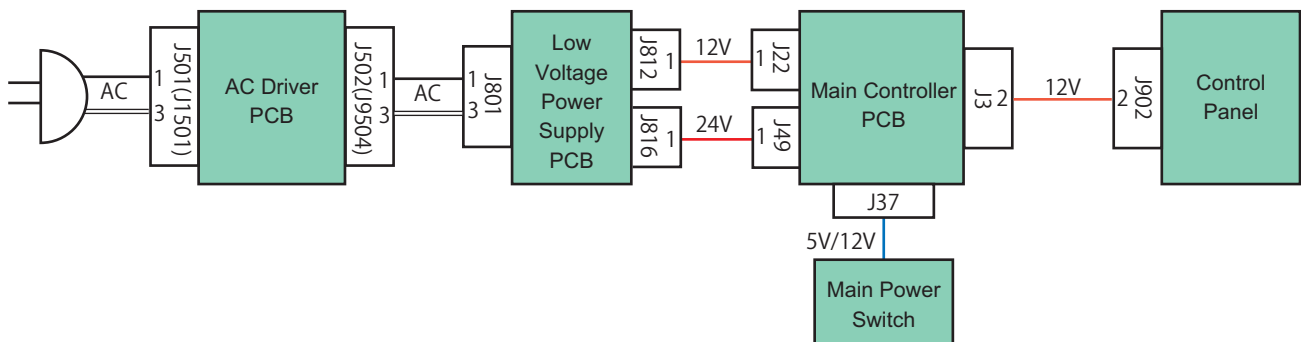 AC
1
3
J501(J1501)
AC Driver
PCB
J502(J9504)
1
3
AC
1
3
J801
Low
Voltage
Power
Supply
PCB
J812
1
12V
1
J22
J816
1
24V
1
J49
Main Controller
PCB
J3
2
12V
2
J902
Control
Panel
J37
5V/12V
Main Power
Switch